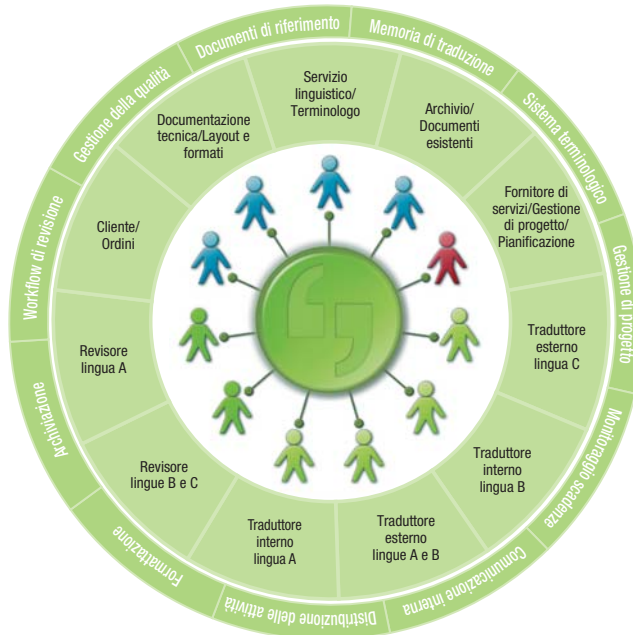 Documenti di riferimento
Memoria di traduzione
Sistema terminologico
Gestione di progetto
Monitoraggio scadenze
Comunicazione interna
Distribuzione delle attività
Formattazione
Archiviazione
Workflow di revisione
Gestione della qualità
Servizio
linguistico/
Terminologo
Archivio/
Documenti
esistenti
Fornitore di
servizi/Gestione
di progetto/
Pianificazione
Traduttore
esterno
lingua C
Traduttore
interno
lingua B
Traduttore
esterno
lingue A e B
Traduttore
interno
lingua A
Revisore
lingue B e C
Revisore
lingua A
Cliente/
Ordini
Documentazione
tecnica/Layout e
formati